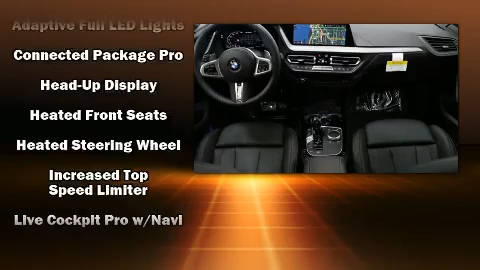 Adaptive Full LED Lights
Connected Package Pro
Head-Up Display
Heated Front Seats
Heated Steering Wheel
Increased Top
Speed Limiter
Live Cockpit Pro w/Navi